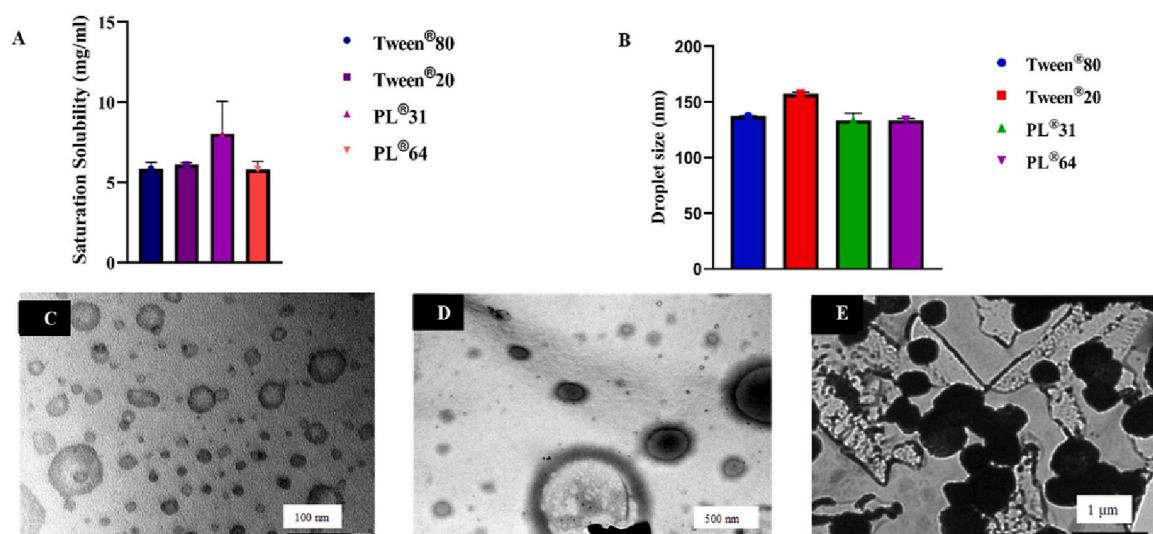 A
Saturation Solubility (mg/ml)
15
10
5
0
Tween®80
Tween®20
PL®31
PL®64
B
Droplet size (nm)
200
150
100
50
0
Tween®80
Tween®20
PL®31
PL®64
C
100 nm
D
500 nm
E
1 μm